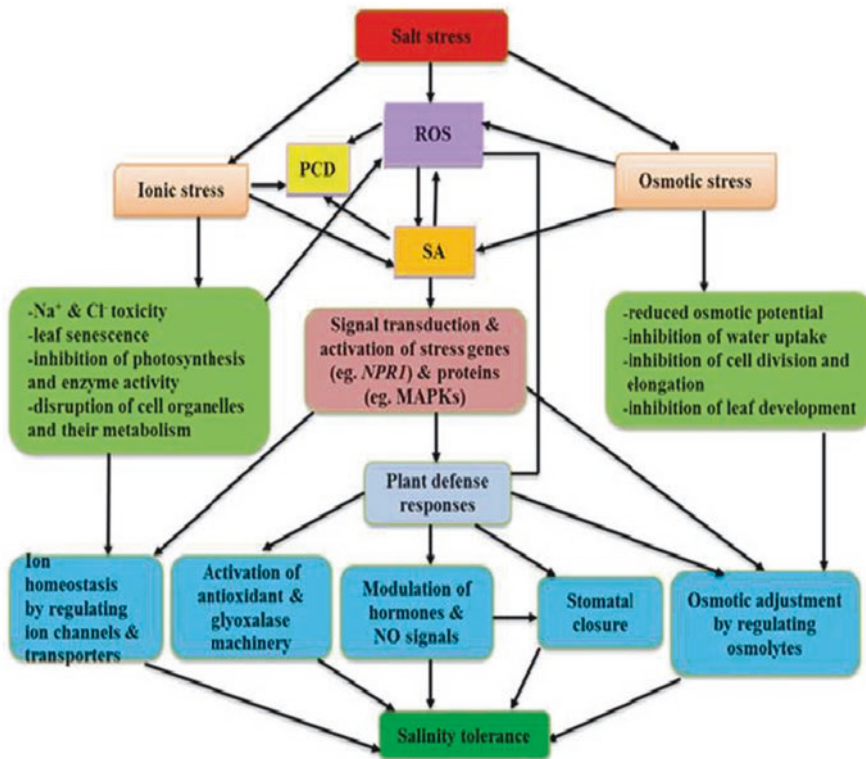 Salt stress
ROS
PCD
Ionic stress
Osmotic stress
SA
-Na⁺ & Cl⁻ toxicity
-leaf senescence
-inhibition of photosynthesis
and enzyme activity
-disruption of cell organelles
and their metabolism
Signal transduction &
activation of stress genes
(eg. NPR1) & proteins
(eg. MAPKs)
-reduced osmotic potential
-inhibition of water uptake
-inhibition of cell division and
elongation
-inhibition of leaf development
Plant defense
responses
Ion
homeostasis
by regulating
ion channels &
transporters
Activation of
antioxidant &
glyoxalase
machinery
Modulation of
hormones &
NO signals
Stomatal
closure
Osmotic adjustment
by regulating
osmolytes
Salinity tolerance